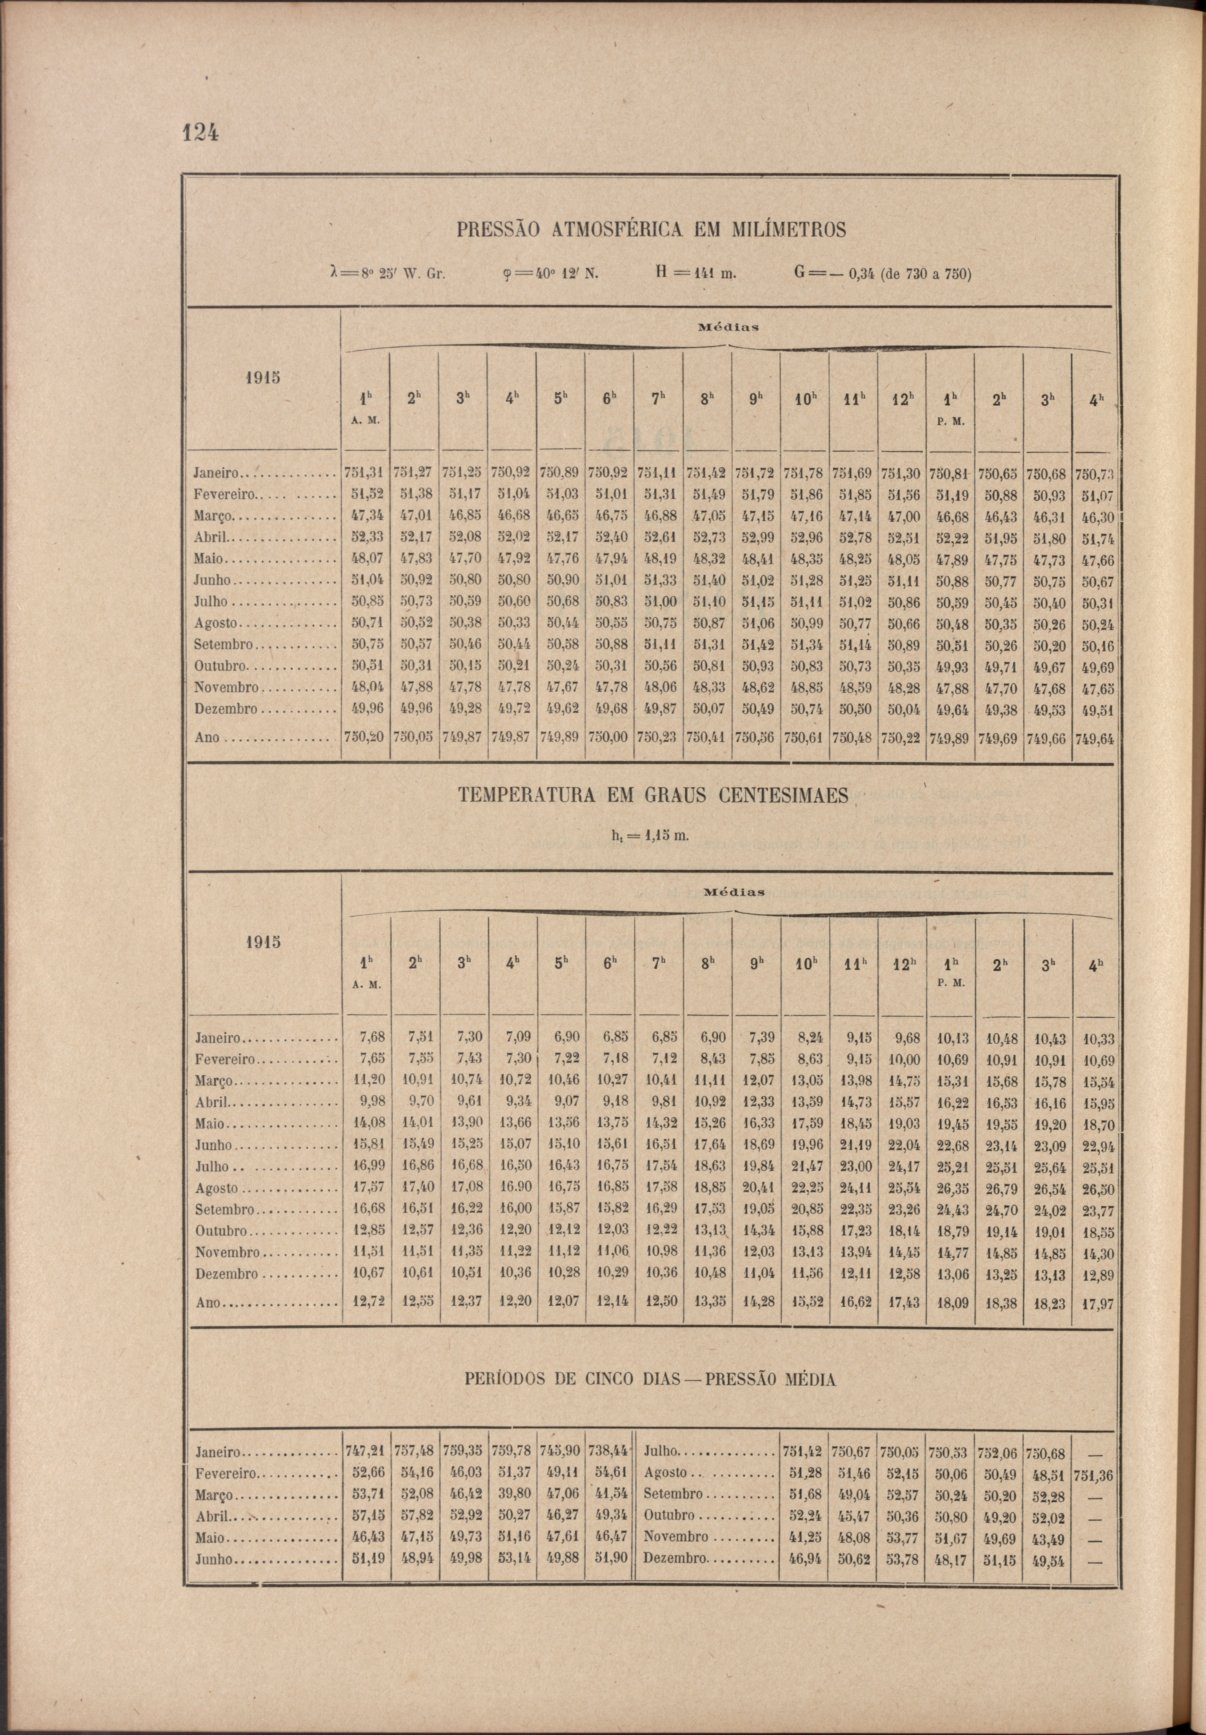 124
PRESSÃO ATMOSFÉRICA EM MILÍMETROS
λ=8º 25′ W. Gr. φ=40º 12′ N. H = 141 m. G=— 0,34 (de 730 a 750)
Médias
1915
1h 2h 3h 4h 5h 6h 7h 8h 9h 10h 11h 12h 1h 2h 3h 4h
A. M. P. M.
Janeiro.............. 751,31 751,27 751,25 750,92 750,89 750,92 751,11 751,42 751,72 751,78 751,69 751,30 750,81 750,65 750,68 750,73
Fevereiro.. .. ....... 51,52 51,38 51,17 51,04 51,03 51,01 51,31 51,49 51,79 51,86 51,85 51,56 51,19 50,88 50,93 51,07
Março............... 47,34 47,01 46,85 46,68 46,65 46,75 46,88 47,05 47,15 47,16 47,14 47,00 46,68 46,43 46,31 46,30
Abril................ 52,33 52,17 52,08 52,02 52,17 52,40 52,61 52,73 52,99 52,96 52,78 52,51 52,22 51,95 51,80 51,74
Maio................ 48,07 47,83 47,70 47,92 47,76 47,94 48,19 48,32 48,41 48,35 48,25 48,05 47,89 47,75 47,73 47,66
Junho............... 51,04 50,92 50,80 50,80 50,90 51,01 51,33 51,40 51,02 51,28 51,25 51,11 50,88 50,77 50,75 50,67
Julho ............... 50,85 50,73 50,59 50,60 50,68 50,83 51,00 51,10 51,15 51,11 51,02 50,86 50,59 50,45 50,40 50,31
Agosto.............. 50,71 50,52 50,38 50,33 50,44 50,55 50,75 50,87 51,06 50,99 50,77 50,66 50,48 50,35 50,26 50,24
Setembro............ 50,75 50,57 50,46 50,44 50,58 50,88 51,11 51,31 51,42 51,34 51,14 50,89 50,51 50,26 50,20 50,16
Outubro............. 50,51 50,31 50,15 50,21 50,24 50,31 50,56 50,81 50,93 50,83 50,73 50,35 49,93 49,71 49,67 49,69
Novembro........... 48,04 47,88 47,78 47,78 47,67 47,78 48,06 48,33 48,62 48,85 48,59 48,28 47,88 47,70 47,68 47,65
Dezembro........... 49,96 49,96 49,28 49,72 49,62 49,68 49,87 50,07 50,49 50,74 50,50 50,04 49,64 49,38 49,53 49,51
Ano ................ 750,20 750,05 749,87 749,87 749,89 750,00 750,23 750,41 750,56 750,61 750,48 750,22 749,89 749,69 749,66 749,64
TEMPERATURA EM GRAUS CENTESIMAES
ht = 1,15 m.
Médias
1915
1h 2h 3h 4h 5h 6h 7h 8h 9h 10h 11h 12h 1h 2h 3h 4h
A. M. P. M.
Janeiro.............. 7,68 7,51 7,30 7,09 6,90 6,85 6,85 6,90 7,39 8,24 9,15 9,68 10,13 10,48 10,43 10,33
Fevereiro............ 7,65 7,55 7,43 7,30 7,22 7,18 7,12 8,43 7,85 8,63 9,15 10,00 10,69 10,91 10,91 10,69
Março............... 11,20 10,91 10,74 10,72 10,46 10,27 10,41 11,11 12,07 13,05 13,98 14,75 15,31 15,68 15,78 15,54
Abril................ 9,98 9,70 9,61 9,34 9,07 9,18 9,81 10,92 12,33 13,59 14,73 15,57 16,22 16,53 16,16 15,95
Maio................ 14,08 14,01 13,90 13,66 13,56 13,75 14,32 15,26 16,33 17,59 18,45 19,03 19,45 19,55 19,20 18,70
Junho............... 15,81 15,49 15,25 15,07 15,10 15,61 16,51 17,64 18,69 19,96 21,19 22,04 22,68 23,14 23,09 22,94
Julho .. ............ 16,99 16,86 16,68 16,50 16,43 16,75 17,54 18,63 19,84 21,47 23,00 24,17 25,21 25,51 25,64 25,51
Agosto .............. 17,57 17,40 17,08 16.90 16,75 16,85 17,58 18,85 20,41 22,25 24,11 25,54 26,35 26,79 26,54 26,50
Setembro............ 16,68 16,51 16,22 16,00 15,87 15,82 16,29 17,53 19,05 20,85 22,35 23,26 24,43 24,70 24,02 23,77
Outubro............. 12,85 12,57 12,36 12,20 12,12 12,03 12,22 13,13 14,34 15,88 17,23 18,14 18,79 19,14 19,01 18,55
Novembro........... 11,51 11,51 11,35 11,22 11,12 11,06 10,98 11,36 12,03 13,13 13,94 14,45 14,77 14,85 14,85 14,30
Dezembro ........... 10,67 10,61 10,51 10,36 10,28 10,29 10,36 10,48 11,04 11,56 12,11 12,58 13,06 13,25 13,13 12,89
Ano................. 12,72 12,55 12,37 12,20 12,07 12,14 12,50 13,35 14,28 15,52 16,62 17,43 18,09 18,38 18,23 17,97
PERÍODOS DE CINCO DIAS — PRESSÃO MÉDIA
Janeiro.............. 747,21 757,48 759,35 759,78 745,90 738,44 Julho.............. 751,42 750,67 750,05 750,53 752,06 750,68 —
Fevereiro............ 52,66 54,16 46,03 51,37 49,11 54,61 Agosto .. ......... 51,28 51,46 52,15 50,06 50,49 48,51 751,36
Março............... 53,71 52,08 46,42 39,80 47,06 41,54 Setembro.......... 51,68 49,04 52,57 50,24 50,20 52,28 —
Abril................ 57,15 57,82 52,92 50,27 46,27 49,34 Outubro .......... 52,24 45,47 50,36 50,80 49,20 52,02 —
Maio................ 46,43 47,15 49,73 51,16 47,61 46,47 Novembro ......... 41,25 48,08 53,77 51,67 49,69 43,49 —
Junho............... 51,19 48,94 49,98 53,14 49,88 51,90 Dezembro.......... 46,94 50,62 53,78 48,17 51,15 49,54 —